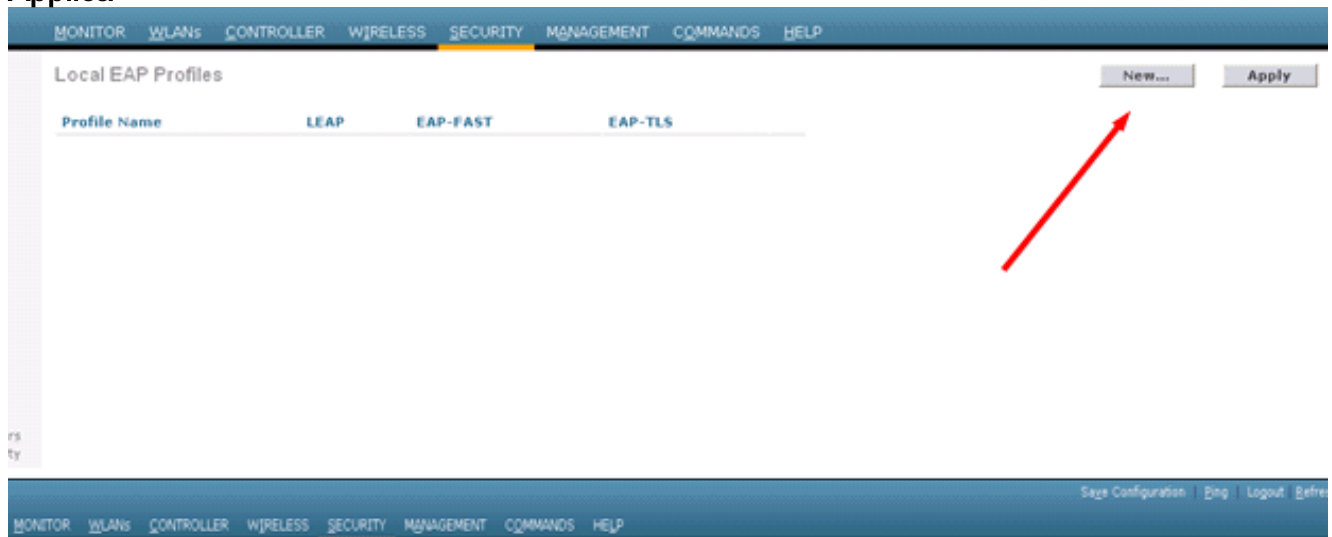 MONITOR WLANs CONTROLLER WIRELESS SECURITY MANAGEMENT COMMANDS HELP
Local EAP Profiles New... Apply
Profile Name LEAP EAP-FAST EAP-TLS
rs
ty
Save Configuration | Ping | Logout | Refres
MONITOR WLANs CONTROLLER WIRELESS SECURITY MANAGEMENT COMMANDS HELP